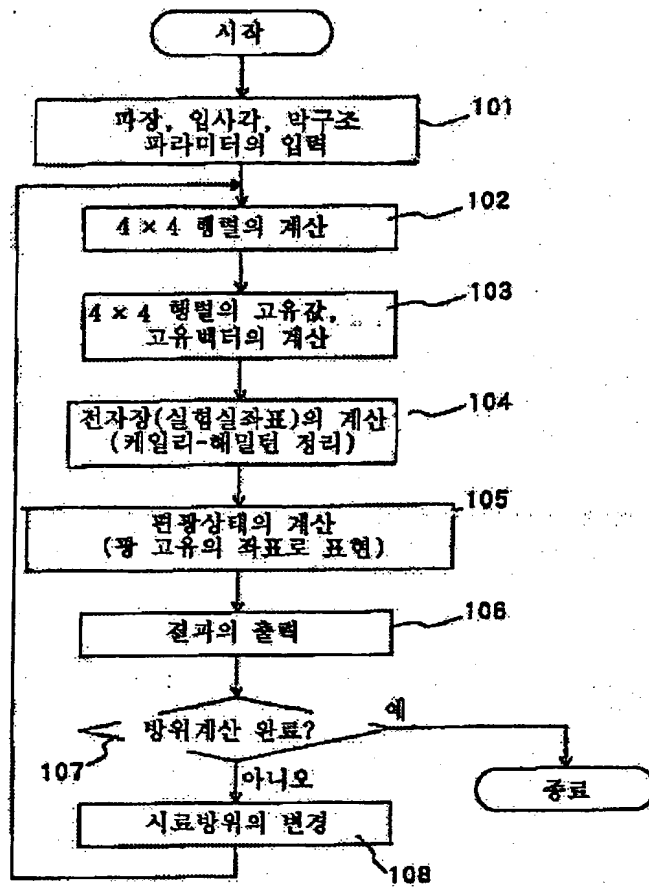 시작
파장, 입사각, 막구조
파라미터의 입력
101
4 × 4 행렬의 계산
102
4 × 4 행렬의 고유값,
고유벡터의 계산
103
전자장(실험실좌표)의 계산
(케일리-해밀턴 정리)
104
편광상태의 계산
(광 고유의 좌표로 표현)
105
결과의 출력
106
방위계산 완료?
예
107
아니오
종료
시료방위의 변경
108